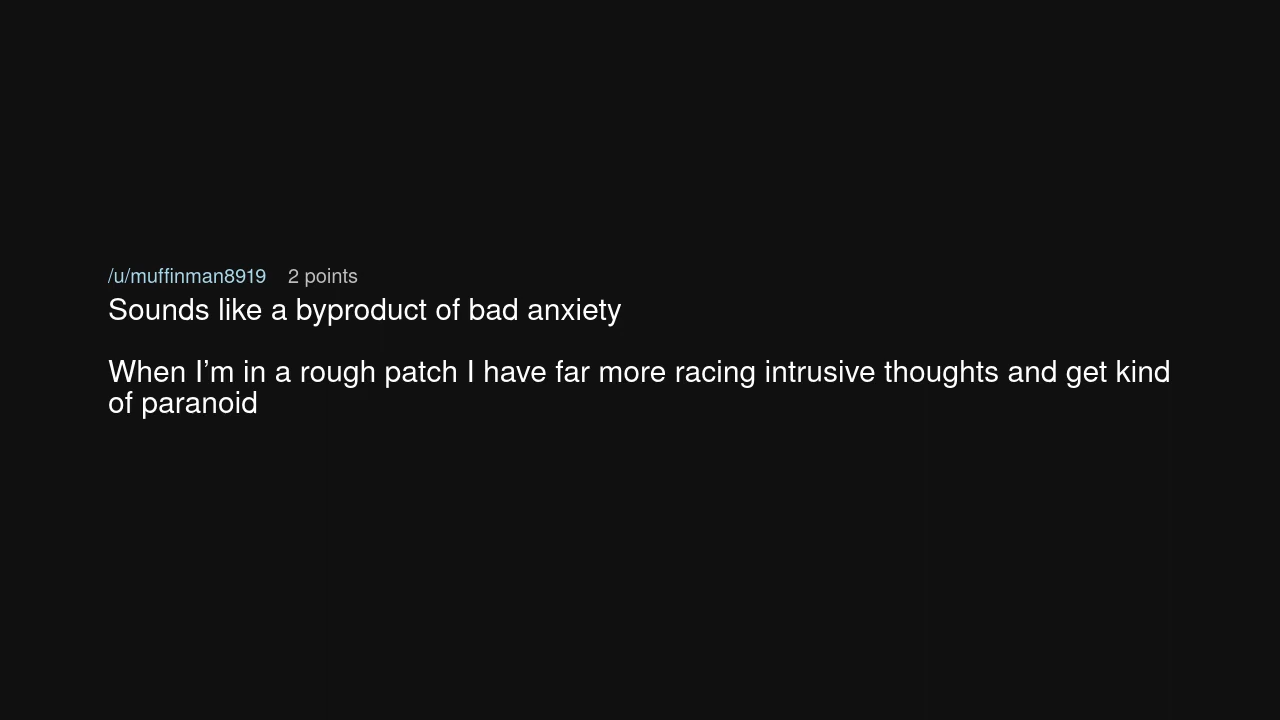 /u/muffinman8919 2 points
Sounds like a byproduct of bad anxiety
When I’m in a rough patch I have far more racing intrusive thoughts and get kind
of paranoid